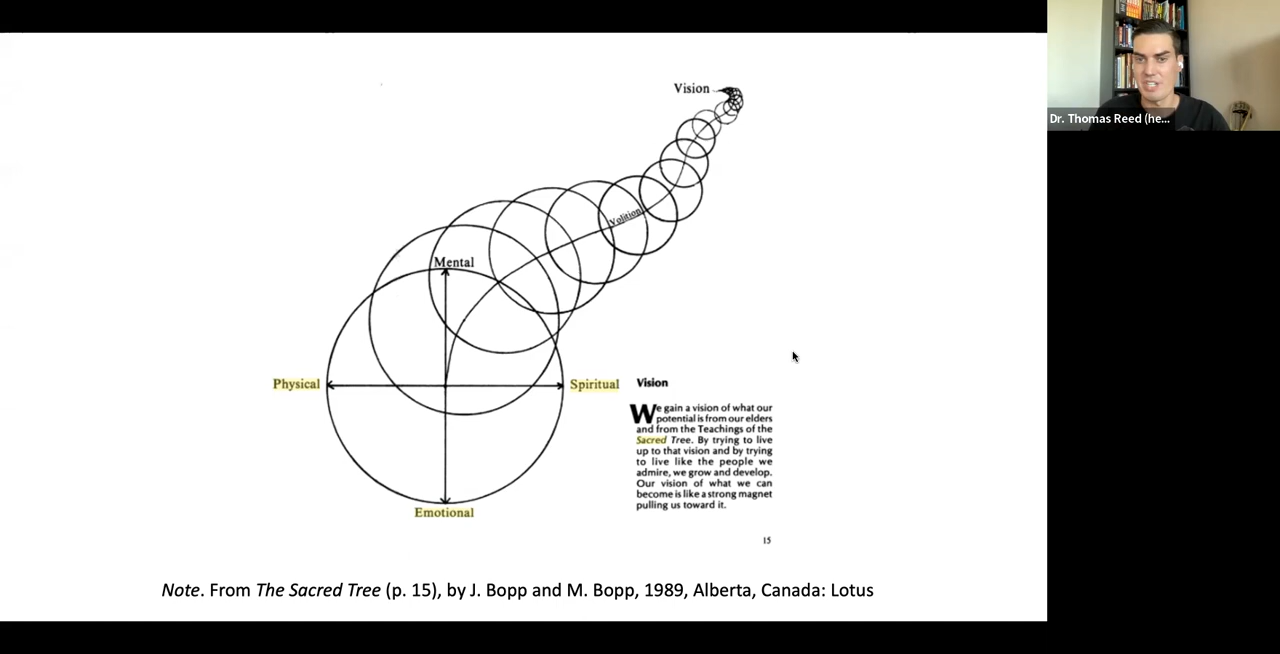 Vision
Dr. Thomas Reed (he...
Volition
Mental
Physical
Spiritual
Vision
We gain a vision of what our
potential is from our elders
and from the Teachings of the
Sacred Tree. By trying to live
up to that vision and by trying
to live like the people we
admire, we grow and develop.
Our vision of what we can
become is like a strong magnet
pulling us toward it.
Emotional
15
Note. From The Sacred Tree (p. 15), by J. Bopp and M. Bopp, 1989, Alberta, Canada: Lotus